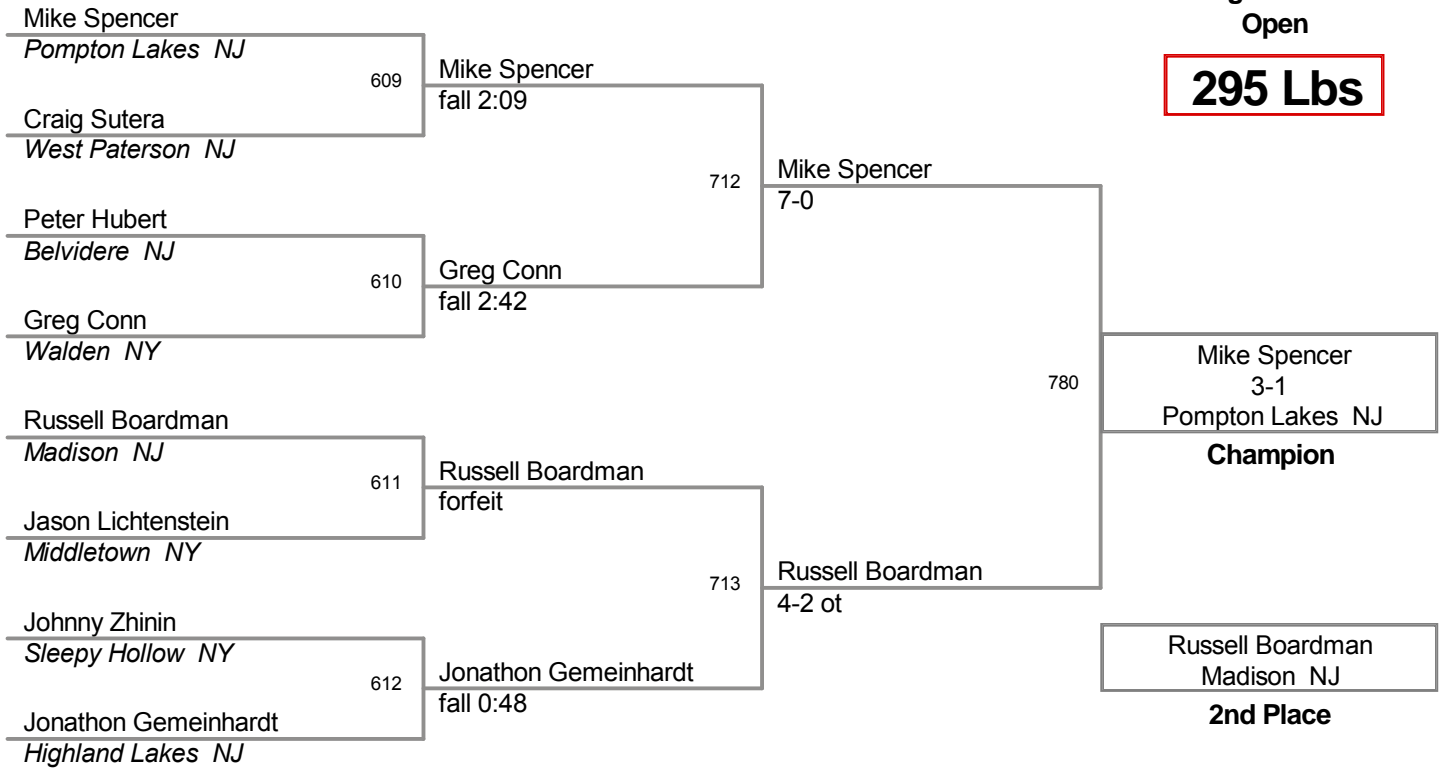 Open
295 Lbs
Mike Spencer
Pompton Lakes NJ
609
Craig Sutera
West Paterson NJ
Mike Spencer
fall 2:09
Peter Hubert
Belvidere NJ
610
Greg Conn
Walden NY
Greg Conn
fall 2:42
712
Mike Spencer
7-0
Russell Boardman
Madison NJ
611
Jason Lichtenstein
Middletown NY
Russell Boardman
forfeit
Johnny Zhinin
Sleepy Hollow NY
612
Jonathon Gemeinhardt
Highland Lakes NJ
Jonathon Gemeinhardt
fall 0:48
713
Russell Boardman
4-2 ot
780
Mike Spencer
3-1
Pompton Lakes NJ
Champion
Russell Boardman
Madison NJ
2nd Place